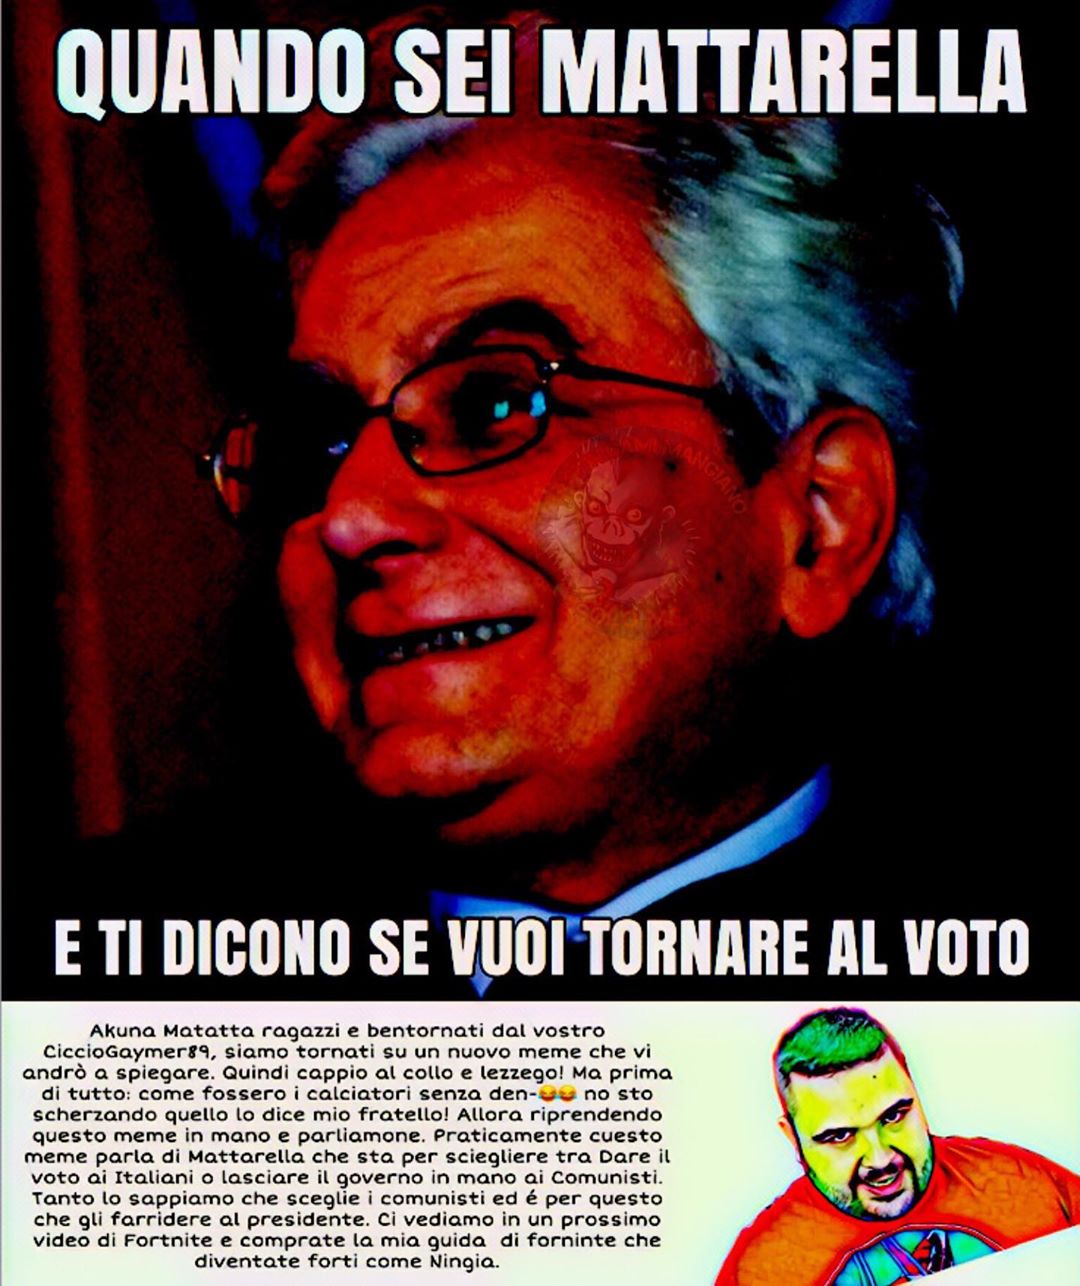 QUANDO SEI MATTARELLA
MANGIANO
E TI DICONO SE VUOI TORNARE AL VOTO
Akuna Matatta ragazzi e bentornati dal vostro
CiccioGaymer89, siamo tornati su un nuovo meme che vi
andrò a spiegare. Quindi cappio al collo e lezzego! Ma prima
di tutto: come fossero i calciatori senza den-😂😂 no sto
scherzando quello lo dice mio fratello! Allora riprendendo
questo meme in mano e parliamone. Praticamente cuesto
meme parla di Mattarella che sta per sciegliere tra Dare il
voto ai Italiani o lasciare il governo in mano ai Comunisti.
Tanto lo sappiamo che sceglie i comunisti ed é per questo
che gli farridere al presidente. Ci vediamo in un prossimo
video di Fortnite e comprate la mia guida di forninte che
diventate forti come Ningia.